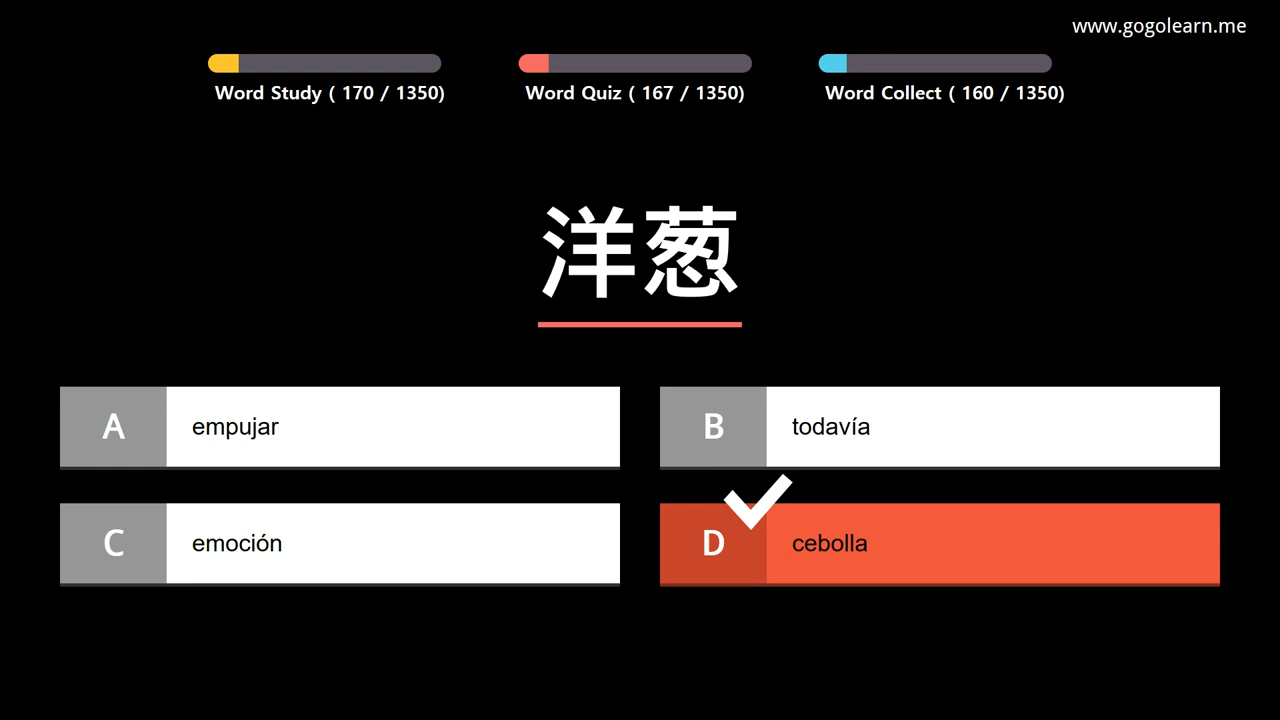 www.gogolearn.me
Word Study ( 170 / 1350)
Word Quiz ( 167 / 1350)
Word Collect ( 160 / 1350)
洋葱
A empujar
B todavía
C emoción
D cebolla